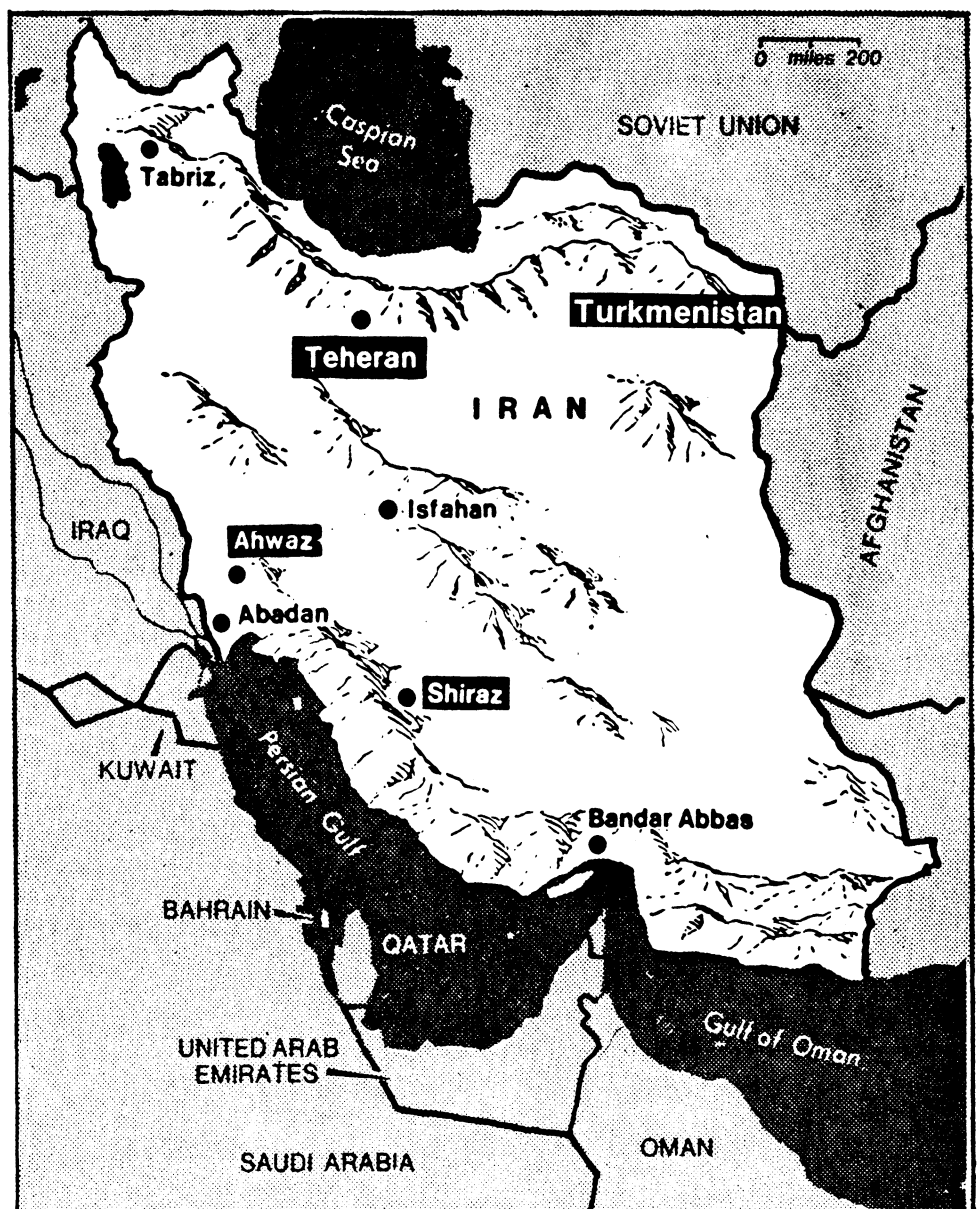 0 miles 200
SOVIET UNION
Caspian
Sea
Tabriz
Turkmenistan
Teheran
IRAN
AFGHANISTAN
Isfahan
IRAQ
Ahwaz
Abadan
Shiraz
Persian Gulf
KUWAIT
Bandar Abbas
BAHRAIN
QATAR
Gulf of Oman
UNITED ARAB
EMIRATES
OMAN
SAUDI ARABIA